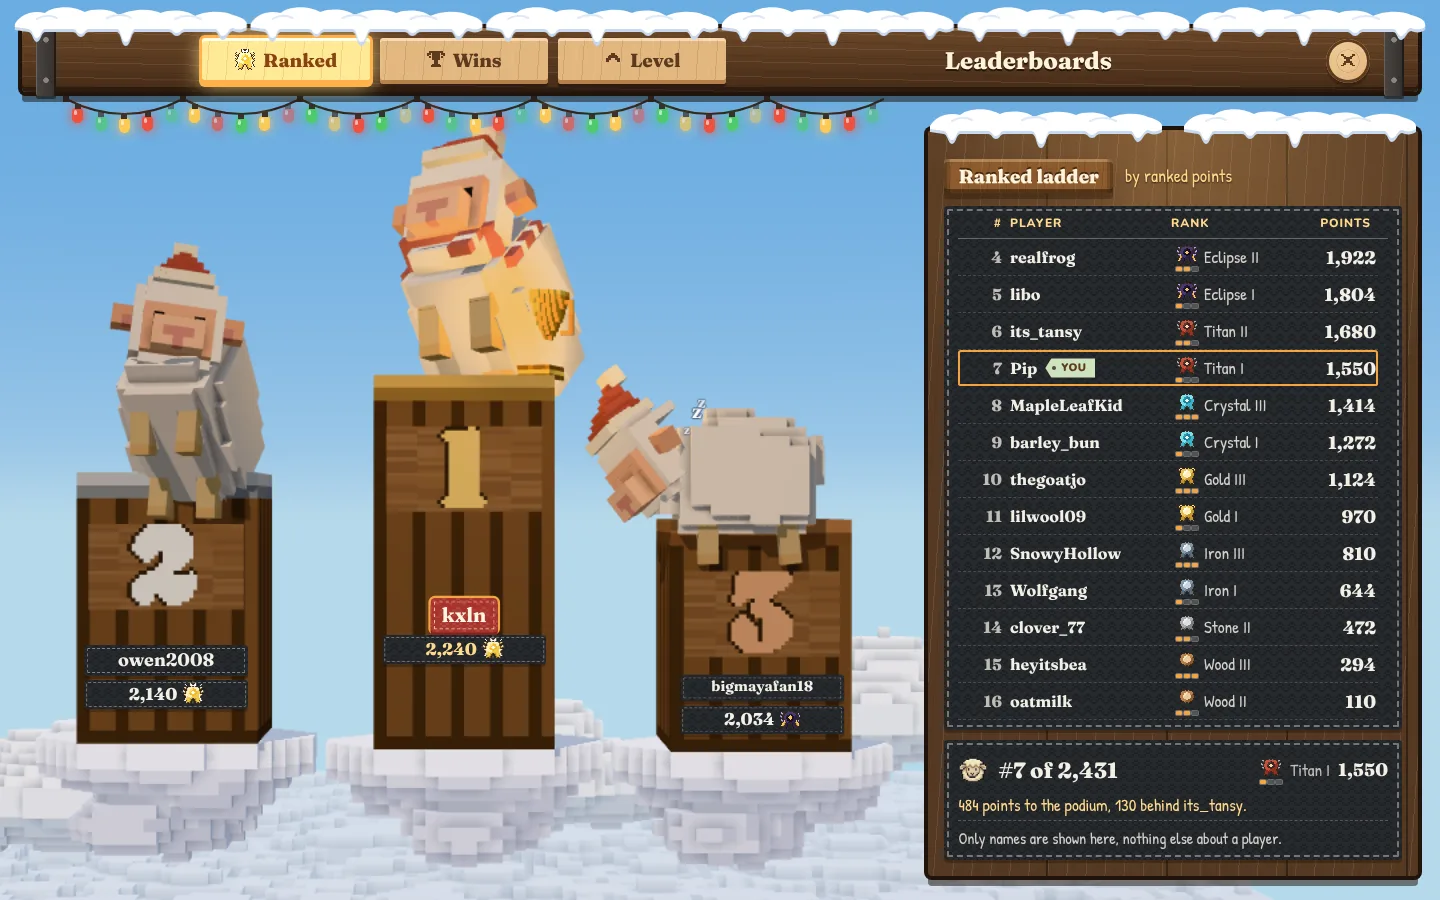 Ranked
Wins
Level
Leaderboards
Ranked ladder
by ranked points
# PLAYER RANK POINTS
4 realfrog Eclipse II 1,922
5 libo Eclipse I 1,804
6 its_tansy Titan II 1,680
7 Pip YOU Titan I 1,550
8 MapleLeafKid Crystal III 1,414
9 barley_bun Crystal I 1,272
10 thegoatjo Gold III 1,124
11 lilwool09 Gold I 970
12 SnowyHollow Iron III 810
13 Wolfgang Iron I 644
14 clover_77 Stone II 472
15 heyitsbea Wood III 294
16 oatmilk Wood II 110
#7 of 2,431
Titan I 1,550
484 points to the podium, 130 behind its_tansy.
Only names are shown here, nothing else about a player.
2
owen2008
2,140
1
kxln
2,240
z z z
3
bigmayafan18
2,034